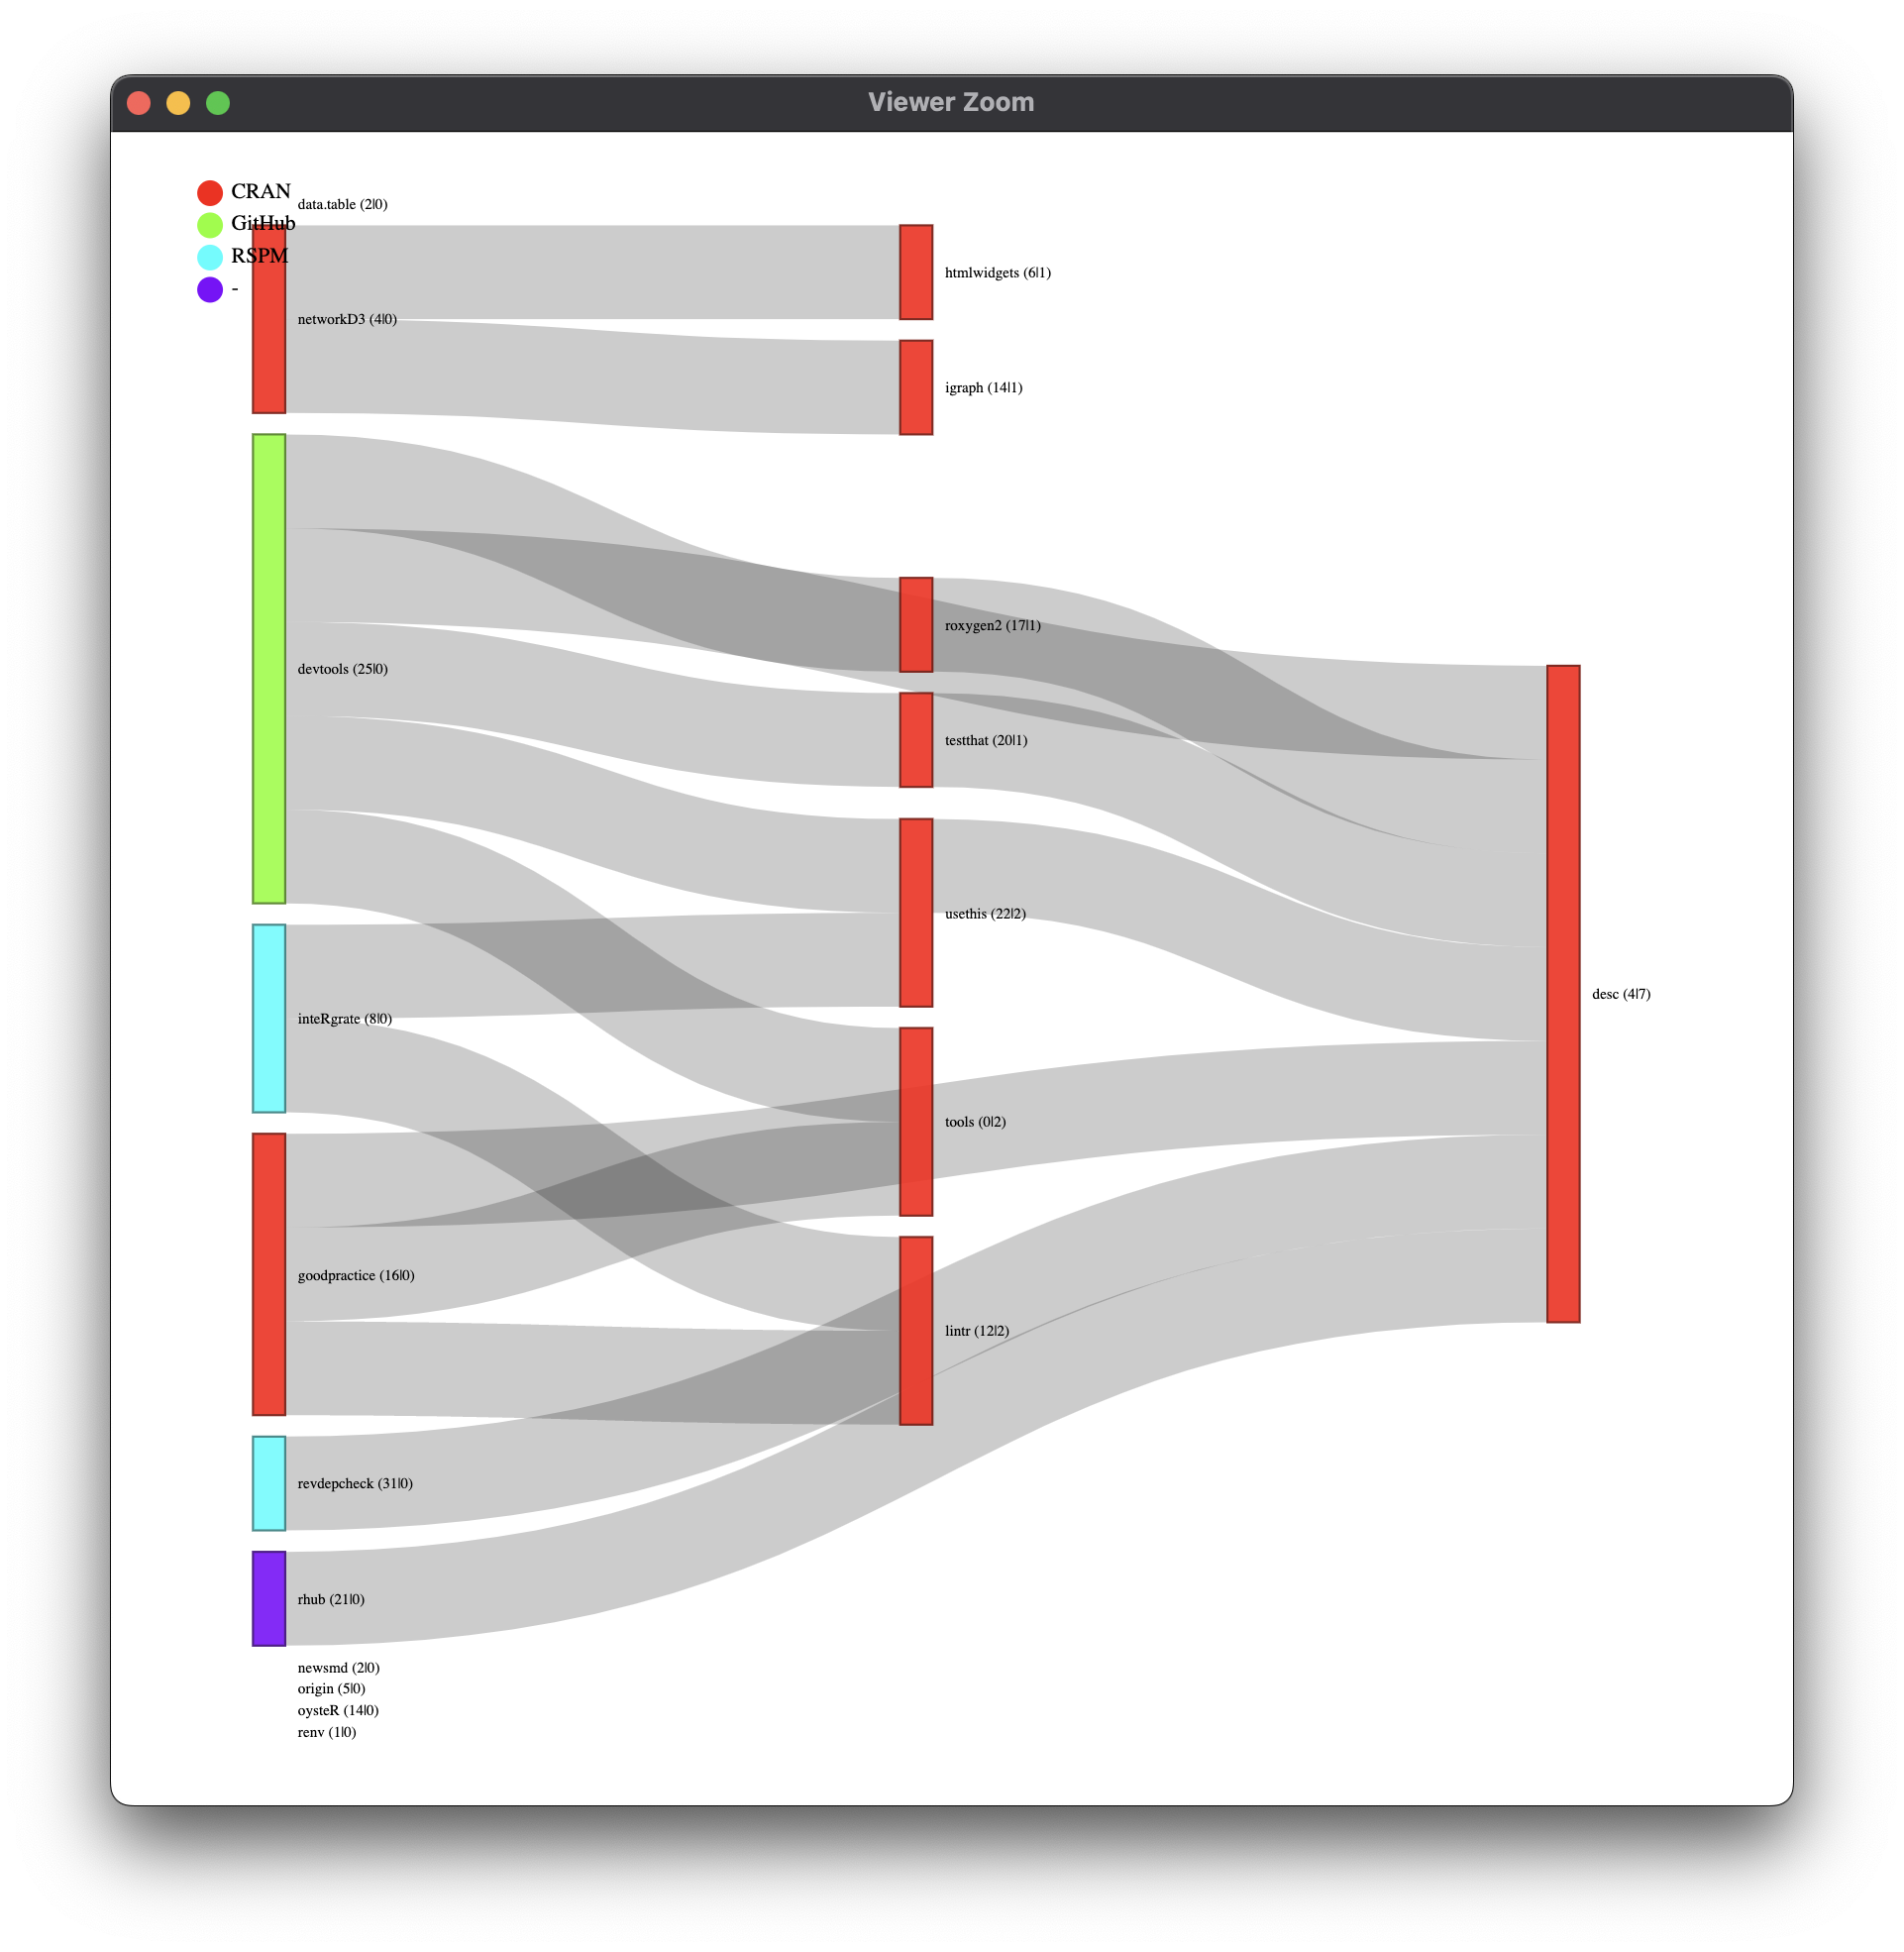 Viewer Zoom
CRAN
GitHub
RSPM
-
data.table (2|0)
networkD3 (4|0)
devtools (25|0)
inteRgrate (8|0)
goodpractice (16|0)
revdepcheck (31|0)
rhub (21|0)
newsmd (2|0)
origin (5|0)
oysteR (14|0)
renv (1|0)
htmlwidgets (6|1)
igraph (14|1)
roxygen2 (17|1)
testthat (20|1)
usethis (22|2)
tools (0|2)
lintr (12|2)
desc (4|7)